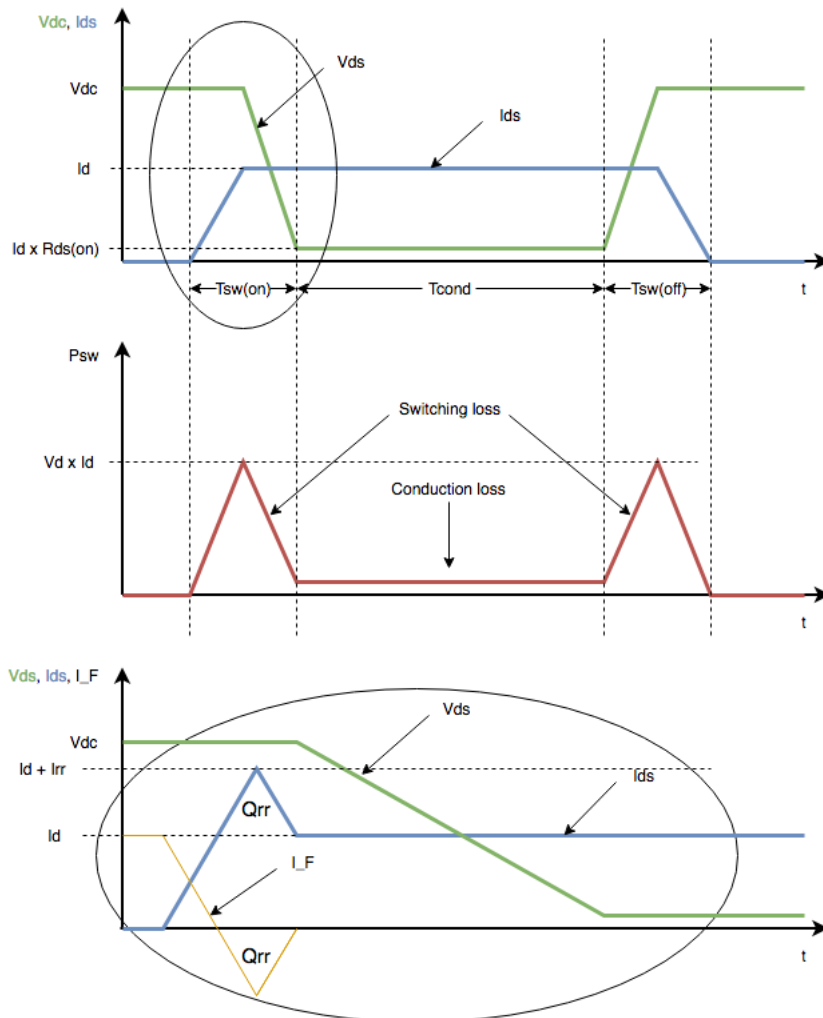 Vdc, Ids
Vds
Vdc
Ids
Id
Id x Rds(on)
Tsw(on)
Tcond
Tsw(off)
t
Psw
Switching loss
Vd x Id
Conduction loss
t
Vds, Ids, I_F
Vds
Vdc
Id + Irr
Ids
Qrr
Id
I_F
Qrr
t